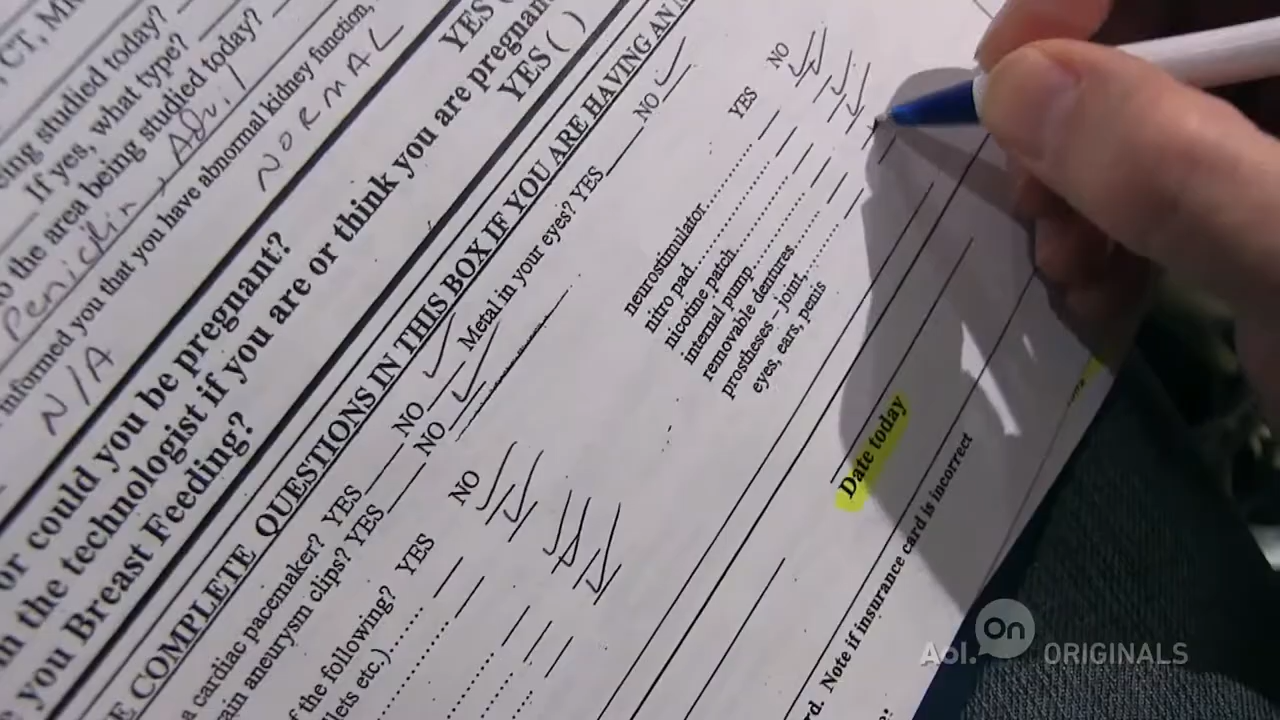 , CT, MR
eing studied today?
If yes, what type?
o the area being studied today?
Penicillin, Advil
informed you that you have abnormal kidney function,
N/A NORMAL
or could you be pregnant? YES (
in the technologist if you are or think you are pregnan
e you Breast Feeding? YES ( )
E COMPLETE QUESTIONS IN THIS BOX IF YOU ARE HAVING AN
a cardiac pacemaker? YES NO Metal in your eyes? YES NO
rain aneurysm clips? YES NO
f the following? YES NO
llets etc.)
YES NO
neurostimulator
nitro pad
nicotine patch
internal pump
removable dentures
prostheses – joint,
eyes, ears, penis
Date today
rd. Note if insurance card is incorrect
Aol. On ORIGINALS